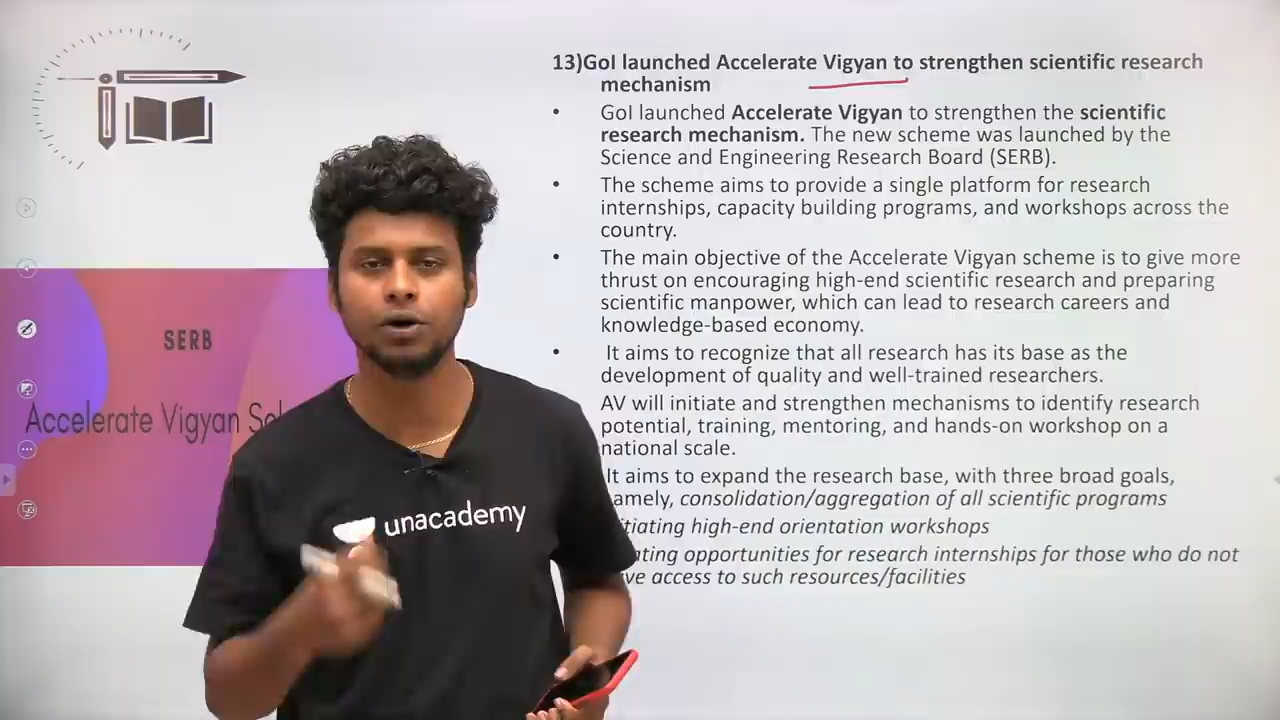 13)GoI launched Accelerate Vigyan to strengthen scientific research
mechanism
• GoI launched Accelerate Vigyan to strengthen the scientific
research mechanism. The new scheme was launched by the
Science and Engineering Research Board (SERB).
• The scheme aims to provide a single platform for research
internships, capacity building programs, and workshops across the
country.
• The main objective of the Accelerate Vigyan scheme is to give more
thrust on encouraging high-end scientific research and preparing
scientific manpower, which can lead to research careers and
knowledge-based economy.
• It aims to recognize that all research has its base as the
development of quality and well-trained researchers.
AV will initiate and strengthen mechanisms to identify research
potential, training, mentoring, and hands-on workshop on a
national scale.
It aims to expand the research base, with three broad goals,
consolidation/aggregation of all scientific programs
high-end orientation workshops
opportunities for research internships for those who do not
access to such resources/facilities
SERB
Accelerate Vigyan
unacademy